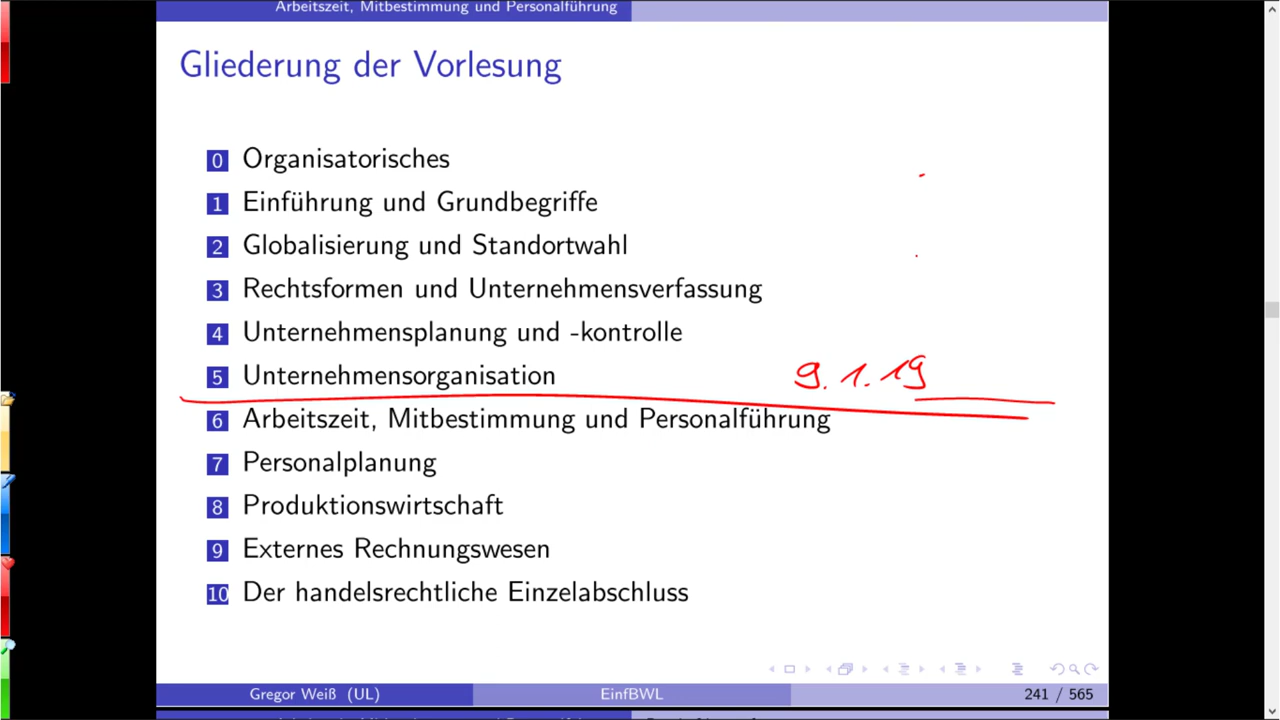 Arbeitszeit, Mitbestimmung und Personalführung
Gliederung der Vorlesung
0 Organisatorisches
1 Einführung und Grundbegriffe
2 Globalisierung und Standortwahl
3 Rechtsformen und Unternehmensverfassung
4 Unternehmensplanung und -kontrolle
5 Unternehmensorganisation 9.1.19
6 Arbeitszeit, Mitbestimmung und Personalführung
7 Personalplanung
8 Produktionswirtschaft
9 Externes Rechnungswesen
10 Der handelsrechtliche Einzelabschluss
Gregor Weiß (UL) EinfBWL 241 / 565